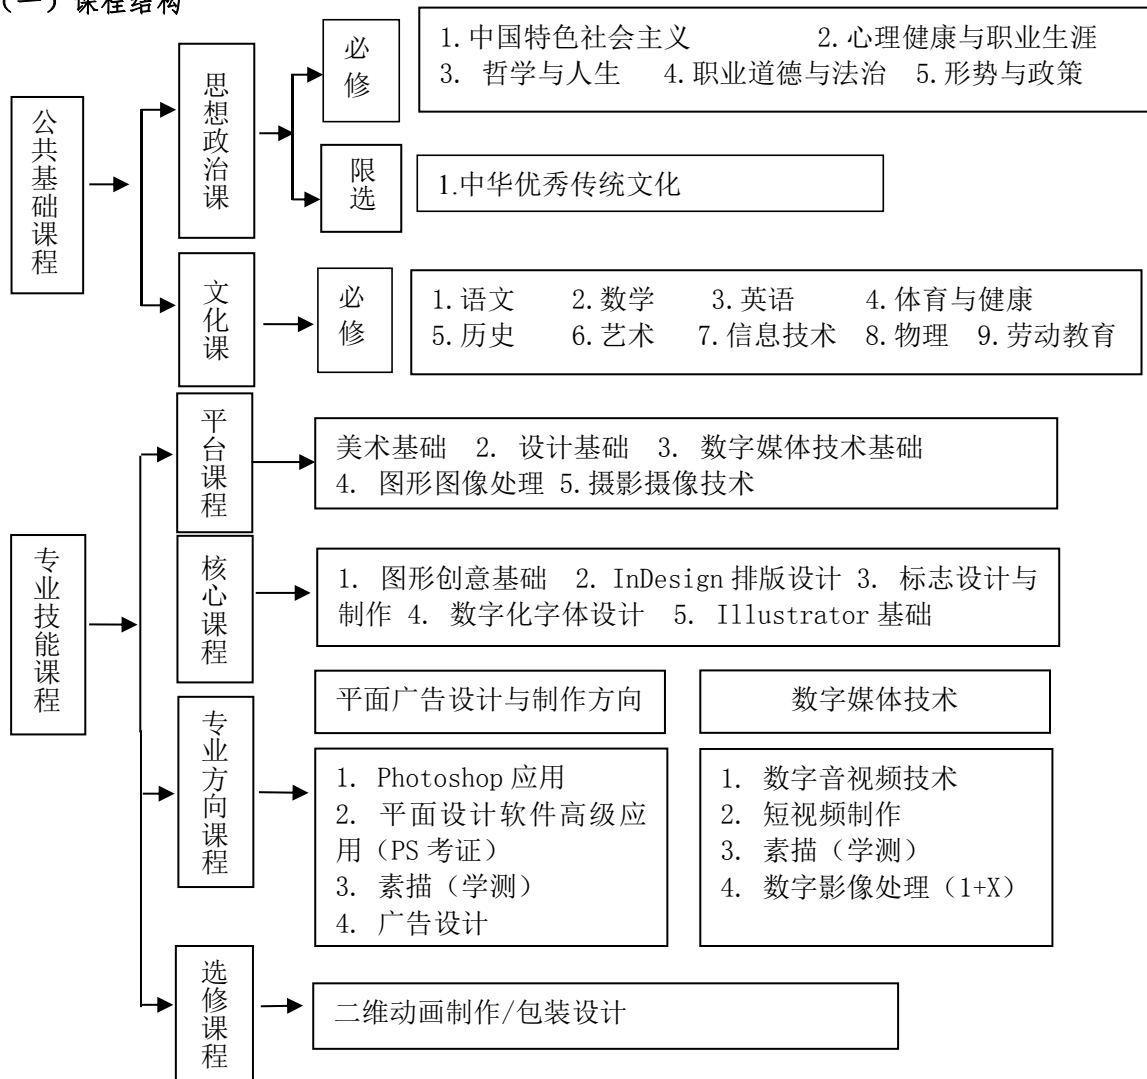 （一）课程结构
公共基础课程
思想政治课
必修
1.中国特色社会主义 2.心理健康与职业生涯
3. 哲学与人生 4.职业道德与法治 5.形势与政策
限选
1.中华优秀传统文化
文化课
必修
1.语文 2.数学 3.英语 4.体育与健康
5.历史 6.艺术 7.信息技术 8.物理 9.劳动教育
专业技能课程
平台课程
美术基础 2. 设计基础 3. 数字媒体技术基础
4. 图形图像处理 5.摄影摄像技术
核心课程
1. 图形创意基础 2. InDesign 排版设计 3. 标志设计与
制作 4. 数字化字体设计 5. Illustrator 基础
专业方向课程
平面广告设计与制作方向
1. Photoshop 应用
2. 平面设计软件高级应
用（PS 考证）
3. 素描（学测）
4. 广告设计
数字媒体技术
1. 数字音视频技术
2. 短视频制作
3. 素描（学测）
4. 数字影像处理（1+X）
选修课程
二维动画制作/包装设计